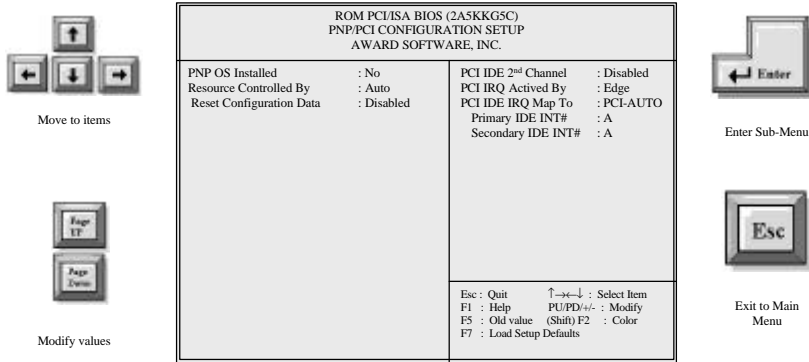 ROM PCI/ISA BIOS (2A5KKG5C)
PNP/PCI CONFIGURATION SETUP
AWARD SOFTWARE, INC.
PNP OS Installed : No
Resource Controlled By : Auto
Reset Configuration Data : Disabled
PCI IDE 2nd Channel : Disabled
PCI IRQ Actived By : Edge
PCI IDE IRQ Map To : PCI-AUTO
Primary IDE INT# : A
Secondary IDE INT# : A
Esc : Quit ↑→←↓ : Select Item
F1 : Help PU/PD/+/- : Modify
F5 : Old value (Shift) F2 : Color
F7 : Load Setup Defaults
Move to items
Page
UP
Page
Down
Modify values
Enter
Enter Sub-Menu
Esc
Exit to Main
Menu